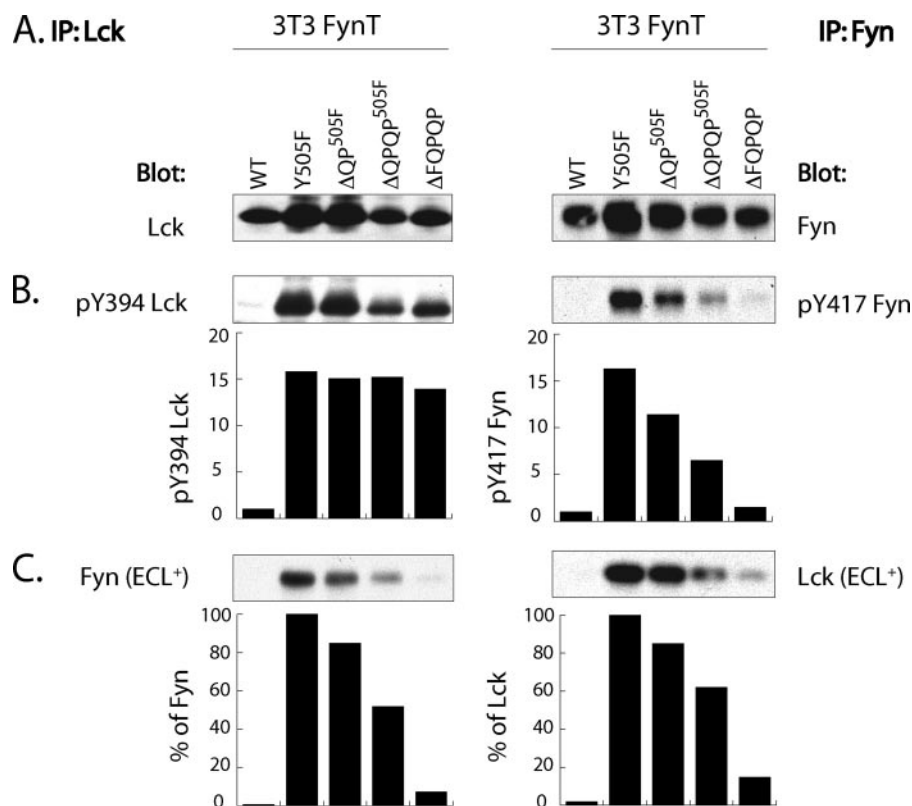 A. IP: Lck 3T3 FynT 3T3 FynT IP: Fyn
Blot: WT Y505F ΔQP⁵⁰⁵ᶠ ΔQPQP⁵⁰⁵ᶠ ΔFQPQP WT Y505F ΔQP⁵⁰⁵ᶠ ΔQPQP⁵⁰⁵ᶠ ΔFQPQP Blot:
Lck Fyn
B. pY394 Lck pY417 Fyn
pY394 Lck
20
15
10
5
0
pY417 Fyn
20
15
10
5
0
C. Fyn (ECL⁺) Lck (ECL⁺)
% of Fyn
100
80
60
40
20
0
% of Lck
100
80
60
40
20
0